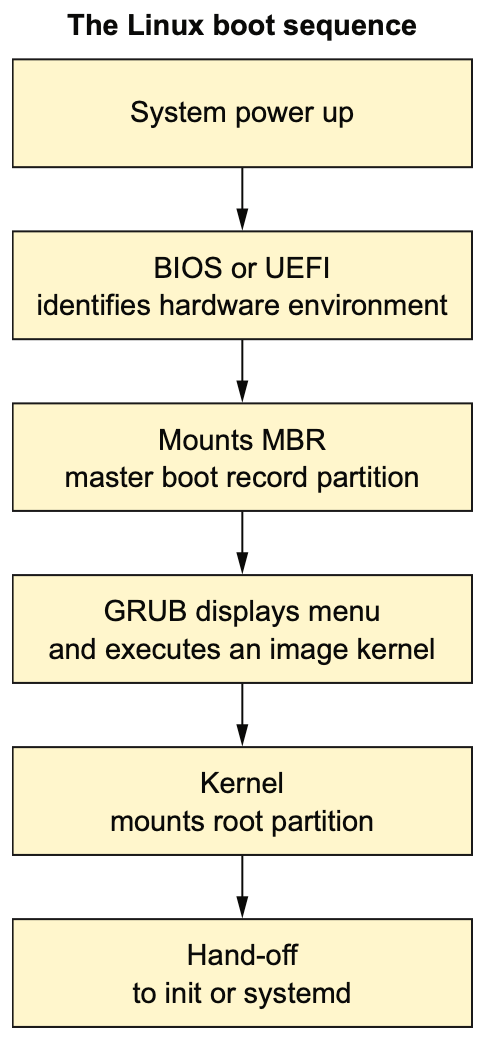 The Linux boot sequence
System power up
BIOS or UEFI
identifies hardware environment
Mounts MBR
master boot record partition
GRUB displays menu
and executes an image kernel
Kernel
mounts root partition
Hand-off
to init or systemd